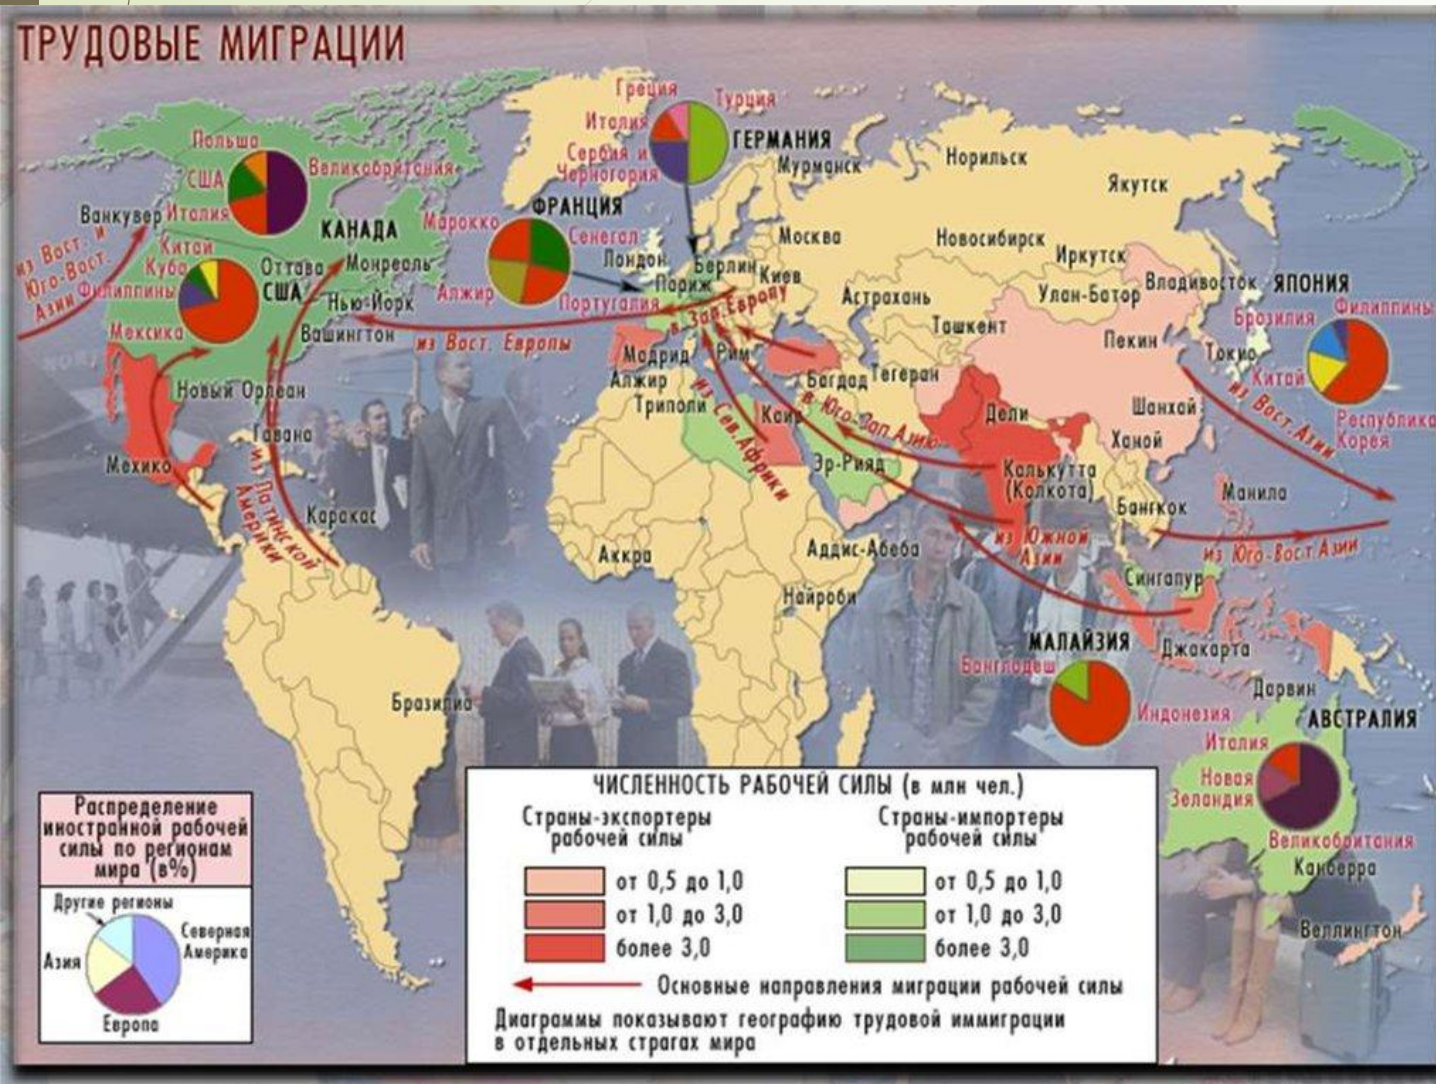 ТРУДОВЫЕ МИГРАЦИИ
Греция
Турция
Италия
ГЕРМАНИЯ
Сербия и
Черногория
Мурманск
Норильск
Якутск
Польша
Великобритания
США
Италия
Ванкувер
КАНАДА
Марокко
ФРАНЦИЯ
Сенегал
Алжир
Португалия
Москва
Новосибирск
Иркутск
Владивосток
ЯПОНИЯ
из Вост. и
Юго-Вост.
Азии
Китай
Куба
Филиппины
Мексика
Оттава
США
Монреаль
Нью-Йорк
Вашингтон
из Вост. Европы
Лондон
Берлин
Париж
Киев
в Зап.Европу
Астрахань
Улан-Батор
Ташкент
Пекин
Филиппины
Бразилия
Токио
Китай
Республика
Корея
из Вост.Азии
Новый Орлеан
Мадрид
Рим
Алжир
Триполи
Багдад
Тегеран
Каир
Дели
Шанхай
Ханой
в Юго-Зап Азию
из Сев.Африки
Эр-Рияд
Калькутта
(Колката)
Бангкок
Манила
Гавана
Мехико
из Латинской
Америки
Каракас
Аккра
Аддис-Абеба
из Южной
Азии
из Юго-Вост Азии
Сингапур
Найроби
МАЛАЙЗИЯ
Бангладеш
Индонезия
Джакарта
Дарвин
АВСТРАЛИЯ
Италия
Новая
Зеландия
Великобритания
Канберра
Веллингтон
Бразилиа
Распределение
иностранной рабочей
силы по регионам
мира (в%)
Другие регионы
Северная
Америка
Азия
Европа
ЧИСЛЕННОСТЬ РАБОЧЕЙ СИЛЫ (в млн чел.)
Страны-экспортеры
рабочей силы
Страны-импортеры
рабочей силы
от 0,5 до 1,0
от 0,5 до 1,0
от 1,0 до 3,0
от 1,0 до 3,0
более 3,0
более 3,0
Основные направления миграции рабочей силы
Диаграммы показывают географию трудовой иммиграции
в отдельных страгах мира